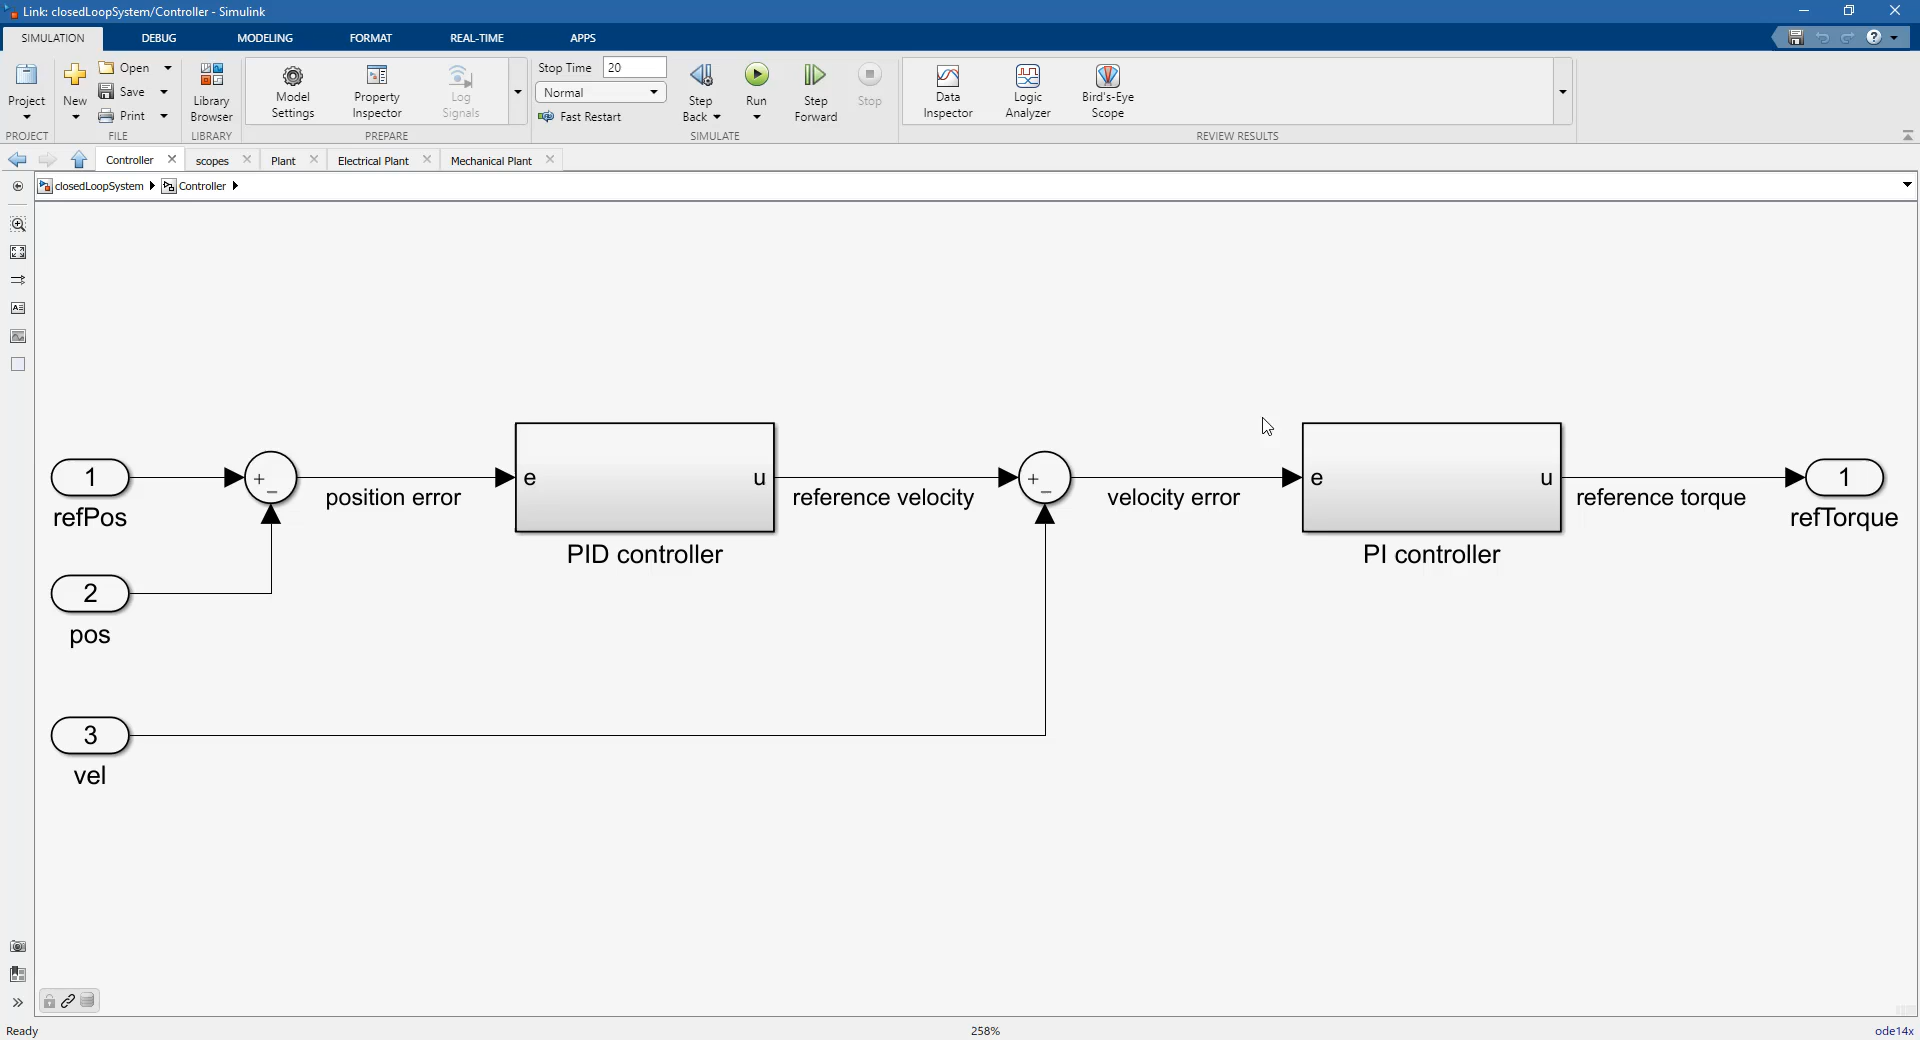 Link: closedLoopSystem/Controller - Simulink
SIMULATION DEBUG MODELING FORMAT REAL-TIME APPS
Project
New
Open
Save
Print
Library
Browser
Model
Settings
Property
Inspector
Log
Signals
Stop Time 20
Normal
Fast Restart
Step
Back
Run
Step
Forward
Stop
Data
Inspector
Logic
Analyzer
Bird's-Eye
Scope
PROJECT FILE LIBRARY PREPARE SIMULATE REVIEW RESULTS
Controller scopes Plant Electrical Plant Mechanical Plant
closedLoopSystem Controller
1
refPos
+
−
position error
e u
PID controller
reference velocity
+
−
velocity error
e u
PI controller
reference torque
1
refTorque
2
pos
3
vel
Ready 258% ode14x